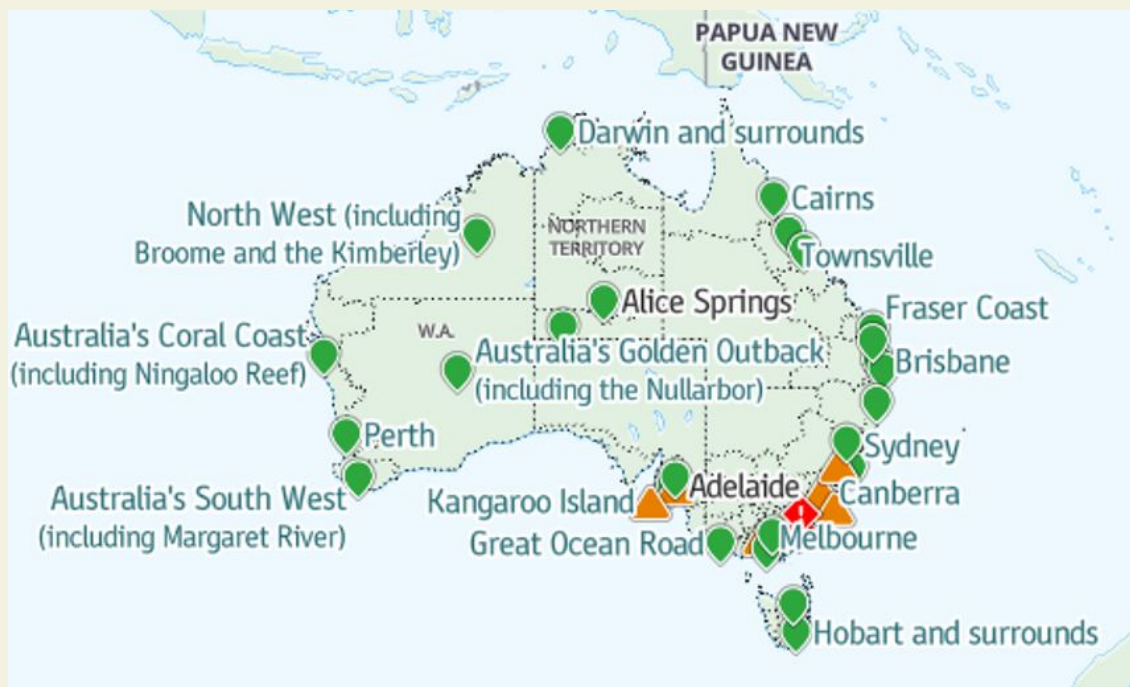 PAPUA NEW
GUINEA
Darwin and surrounds
Cairns
North West (including
Broome and the Kimberley)
NORTHERN
TERRITORY
Townsville
Alice Springs
Fraser Coast
Australia's Coral Coast
(including Ningaloo Reef)
W.A.
Australia's Golden Outback
(including the Nullarbor)
Brisbane
Perth
Sydney
Australia's South West
(including Margaret River)
Kangaroo Island
Adelaide
Canberra
Great Ocean Road
Melbourne
Hobart and surrounds